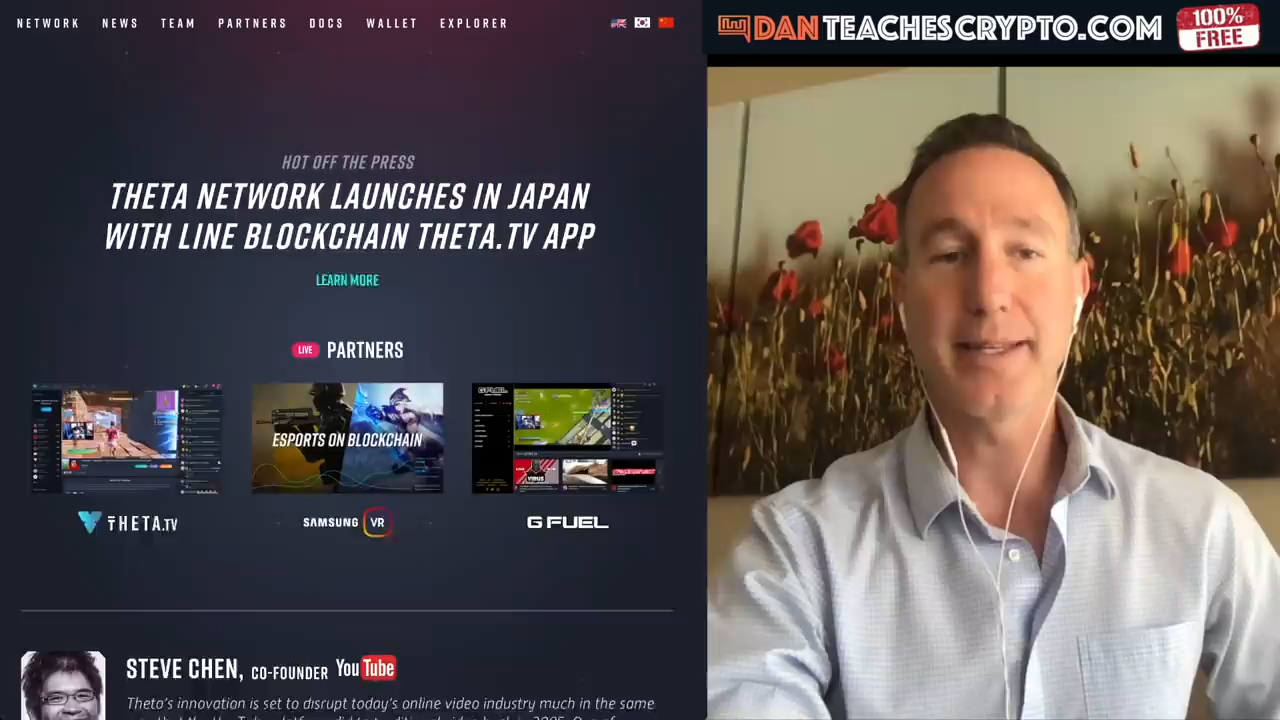 NETWORK NEWS TEAM PARTNERS DOCS WALLET EXPLORER
DANTEACHESCRYPTO.COM
100%
FREE
HOT OFF THE PRESS
THETA NETWORK LAUNCHES IN JAPAN
WITH LINE BLOCKCHAIN THETA.TV APP
LEARN MORE
LIVE PARTNERS
ESPORTS ON BLOCKCHAIN
G FUEL
VIRUS
THETA.TV
SAMSUNG VR
G FUEL
STEVE CHEN, CO-FOUNDER YouTube
Theta's innovation is set to disrupt today's online video industry much in the same